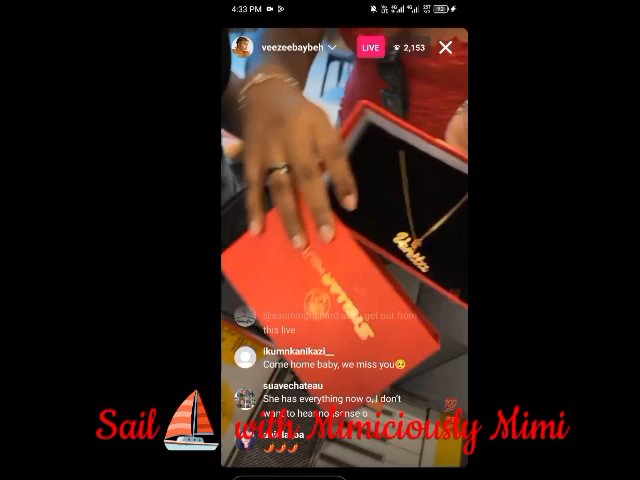 4:33 PM
92
veezeebaybeh
LIVE
2,153
this live
ikumnkanikazi__
Come home baby, we miss you🥺
suavechateau
She has everything now o, I don't
want to hear nonsense o
Sail with Mimiciously Mimi